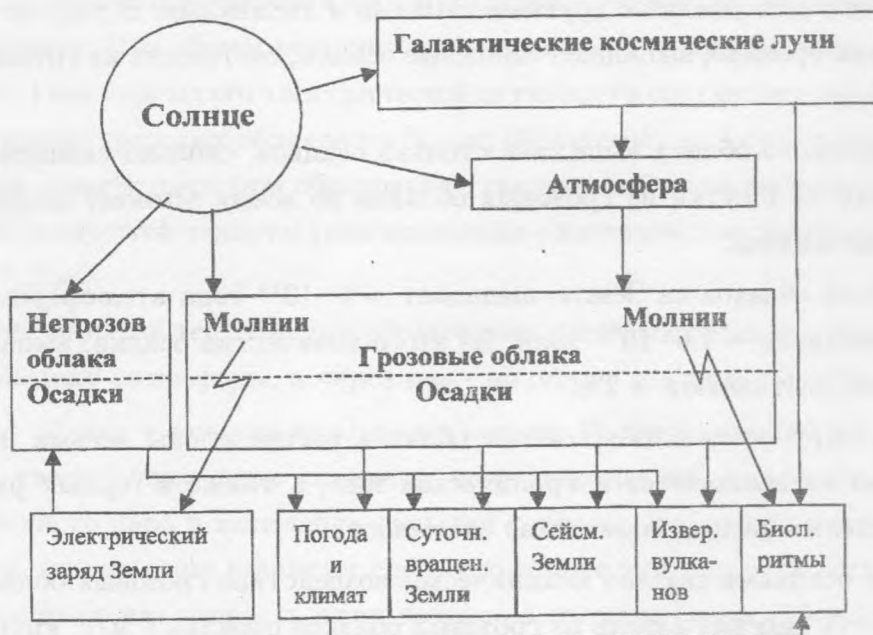 Галактические космические лучи
Солнце
Атмосфера
Негрозов
облака
Осадки
Молнии
Молнии
Грозовые облака
Осадки
Электрический
заряд Земли
Погода
и
климат
Суточн.
вращен.
Земли
Сейсм.
Земли
Извер.
вулка-
нов
Биол.
ритмы